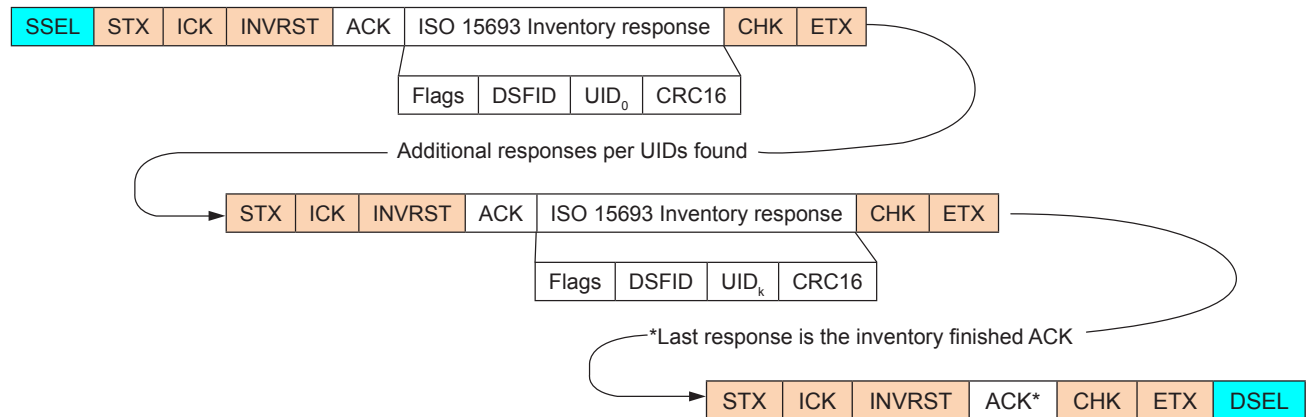 SSEL STX ICK INVRST ACK ISO 15693 Inventory response CHK ETX
Flags DSFID UID₀ CRC16
Additional responses per UIDs found
STX ICK INVRST ACK ISO 15693 Inventory response CHK ETX
Flags DSFID UIDₖ CRC16
*Last response is the inventory finished ACK
STX ICK INVRST ACK* CHK ETX DSEL